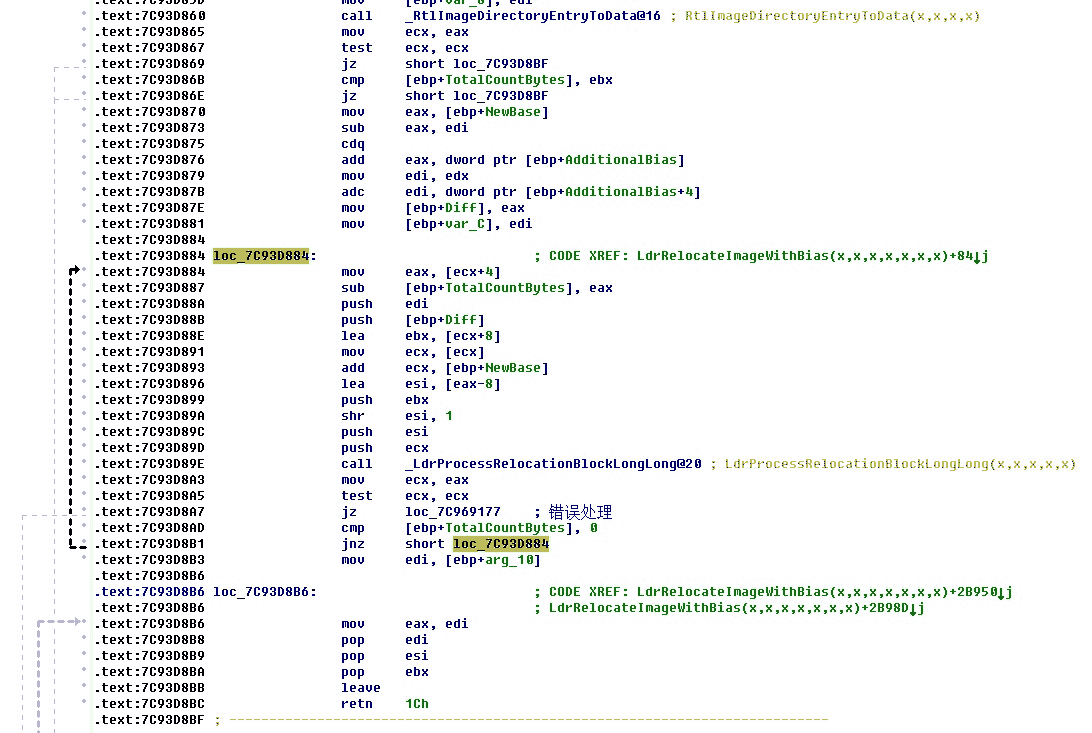 .text:7C93D85D mov [ebp+var_8], edi
.text:7C93D860 call _RtlImageDirectoryEntryToData@16 ; RtlImageDirectoryEntryToData(x,x,x,x)
.text:7C93D865 mov ecx, eax
.text:7C93D867 test ecx, ecx
.text:7C93D869 jz short loc_7C93D8BF
.text:7C93D86B cmp [ebp+TotalCountBytes], ebx
.text:7C93D86E jz short loc_7C93D8BF
.text:7C93D870 mov eax, [ebp+NewBase]
.text:7C93D873 sub eax, edi
.text:7C93D875 cdq
.text:7C93D876 add eax, dword ptr [ebp+AdditionalBias]
.text:7C93D879 mov edi, edx
.text:7C93D87B adc edi, dword ptr [ebp+AdditionalBias+4]
.text:7C93D87E mov [ebp+Diff], eax
.text:7C93D881 mov [ebp+var_C], edi
.text:7C93D884
.text:7C93D884 loc_7C93D884: ; CODE XREF: LdrRelocateImageWithBias(x,x,x,x,x,x,x)+84↓j
.text:7C93D884 mov eax, [ecx+4]
.text:7C93D887 sub [ebp+TotalCountBytes], eax
.text:7C93D88A push edi
.text:7C93D88B push [ebp+Diff]
.text:7C93D88E lea ebx, [ecx+8]
.text:7C93D891 mov ecx, [ecx]
.text:7C93D893 add ecx, [ebp+NewBase]
.text:7C93D896 lea esi, [eax-8]
.text:7C93D899 push ebx
.text:7C93D89A shr esi, 1
.text:7C93D89C push esi
.text:7C93D89D push ecx
.text:7C93D89E call _LdrProcessRelocationBlockLongLong@20 ; LdrProcessRelocationBlockLongLong(x,x,x,x,x)
.text:7C93D8A3 mov ecx, eax
.text:7C93D8A5 test ecx, ecx
.text:7C93D8A7 jz loc_7C969177 ; 错误处理
.text:7C93D8AD cmp [ebp+TotalCountBytes], 0
.text:7C93D8B1 jnz short loc_7C93D884
.text:7C93D8B3 mov edi, [ebp+arg_10]
.text:7C93D8B6
.text:7C93D8B6 loc_7C93D8B6: ; CODE XREF: LdrRelocateImageWithBias(x,x,x,x,x,x,x)+2B950↓j
.text:7C93D8B6 ; LdrRelocateImageWithBias(x,x,x,x,x,x,x)+2B98D↓j
.text:7C93D8B6 mov eax, edi
.text:7C93D8B8 pop edi
.text:7C93D8B9 pop esi
.text:7C93D8BA pop ebx
.text:7C93D8BB leave
.text:7C93D8BC retn 1Ch
.text:7C93D8BF ; ---------------------------------------------------------------------------